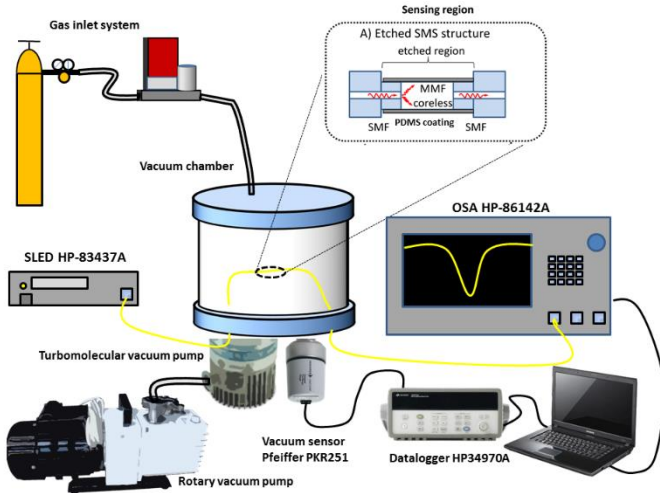 Sensing region
Gas inlet system
A) Etched SMS structure
etched region
MMF
coreless
SMF
PDMS coating
SMF
Vacuum chamber
OSA HP-86142A
SLED HP-83437A
Turbomolecular vacuum pump
Vacuum sensor
Pfeiffer PKR251
Datalogger HP34970A
Rotary vacuum pump